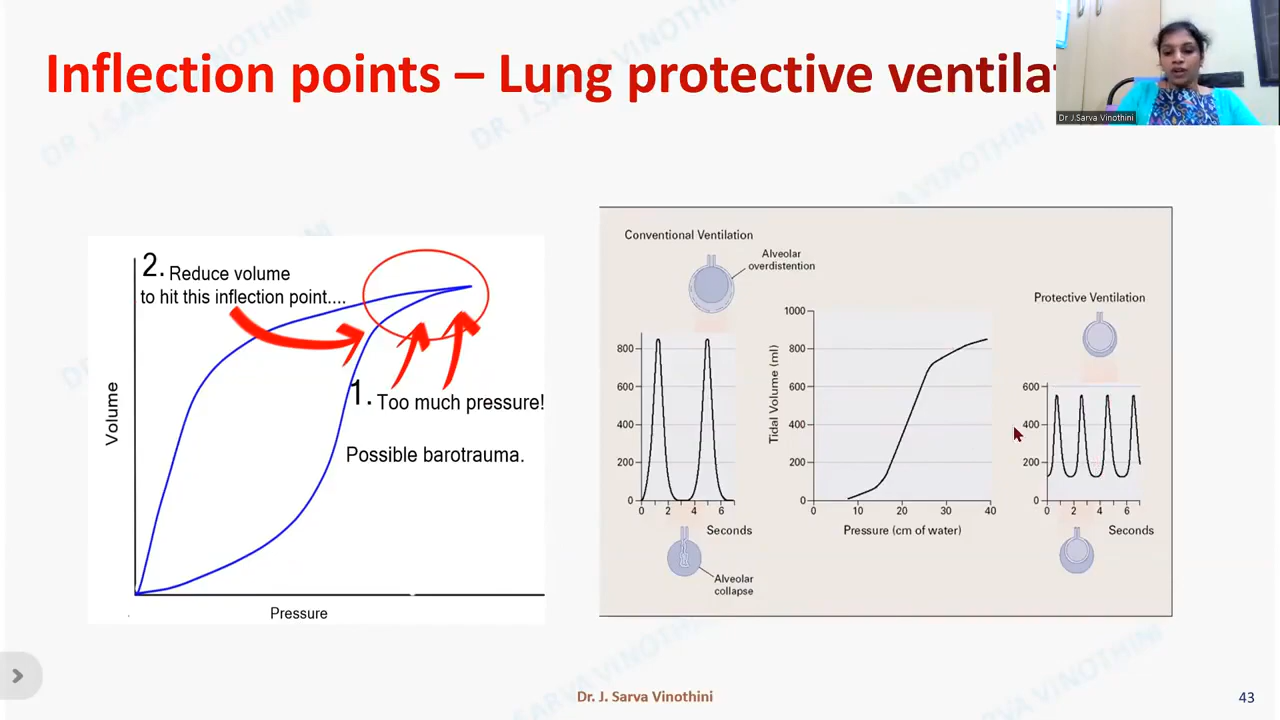 Inflection points – Lung protective ventilat
Dr J.Sarva Vinothini
2. Reduce volume
to hit this inflection point....
1. Too much pressure!
Possible barotrauma.
Volume
Pressure
Conventional Ventilation
Alveolar
overdistention
800
600
400
200
0
0 2 4 6
Seconds
Alveolar
collapse
Tidal Volume (ml)
1000
800
600
400
200
0
0 10 20 30 40
Pressure (cm of water)
Protective Ventilation
600
400
200
0
0 2 4 6
Seconds
Dr. J. Sarva Vinothini
43
DR J.SARVA VINOTHINI